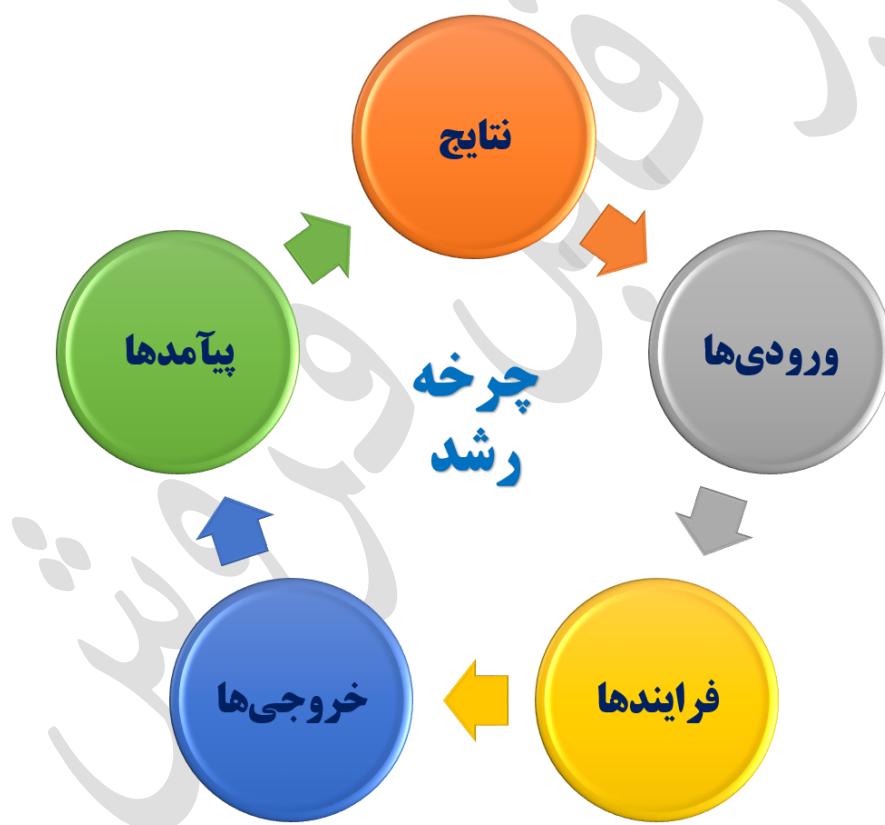 نتایج
ورودی‌ها
فرایندها
خروجی‌ها
پیآمدها
چرخه
رشد